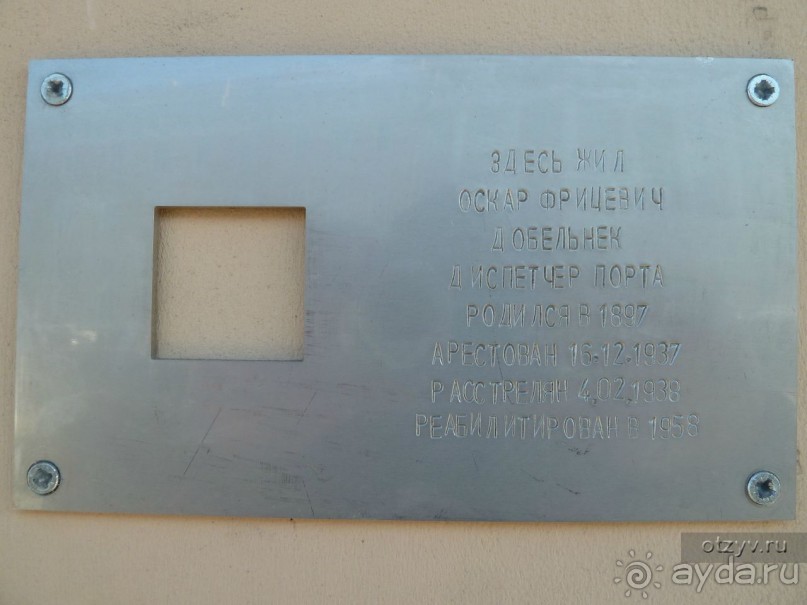 ЗДЕСЬ ЖИЛ
ОСКАР ФРИЦЕВИЧ
ДОБЕЛЬНЕК
ДИСПЕТЧЕР ПОРТА
РОДИЛСЯ В 1897
АРЕСТОВАН 16.12.1937
РАССТРЕЛЯН 4.02.1938
РЕАБИЛИТИРОВАН В 1958
otzyv.ru
ayda.ru